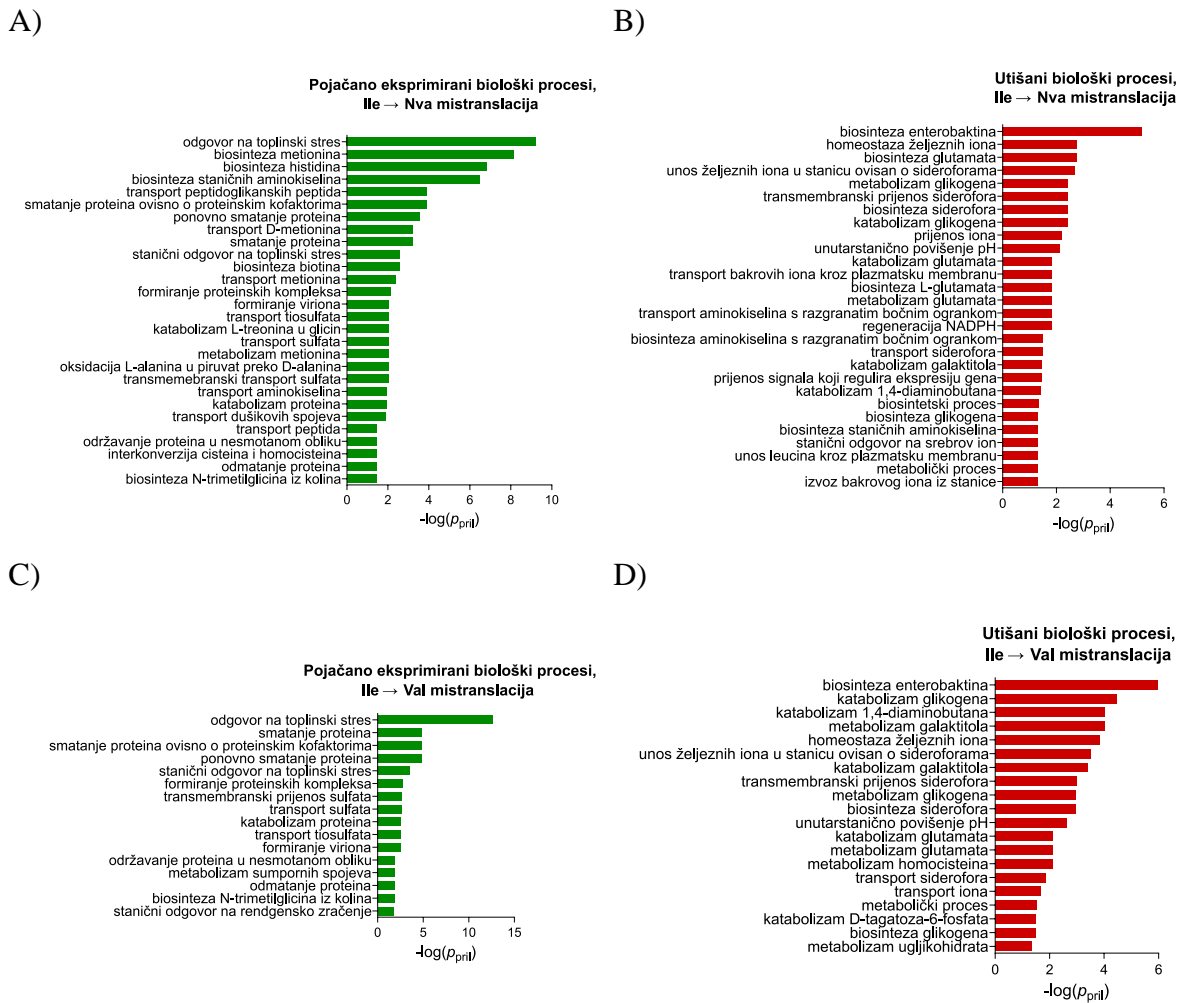 A)
Pojačano eksprimirani biološki procesi,
Ile → Nva mistranslacija
odgovor na toplinski stres
biosinteza metionina
biosinteza histidina
biosinteza staničnih aminokiselina
transport peptidoglikanskih peptida
smatanje proteina ovisno o proteinskim kofaktorima
ponovno smatanje proteina
transport D-metionina
smatanje proteina
stanični odgovor na toplinski stres
biosinteza biotina
transport metionina
formiranje proteinskih kompleksa
formiranje viriona
transport tiosulfata
katabolizam L-treonina u glicin
transport sulfata
metabolizam metionina
oksidacija L-alanina u piruvat preko D-alanina
transmemebranski transport sulfata
transport aminokiselina
katabolizam proteina
transport dušikovih spojeva
transport peptida
održavanje proteina u nesmotanom obliku
interkonverzija cisteina i homocisteina
odmatanje proteina
biosinteza N-trimetilglicina iz kolina
0 2 4 6 8 10
-log(p_pril)
B)
Utišani biološki procesi,
Ile → Nva mistranslacija
biosinteza enterobaktina
homeostaza željeznih iona
biosinteza glutamata
unos željeznih iona u stanicu ovisan o sideroforama
metabolizam glikogena
transmembranski prijenos siderofora
biosinteza siderofora
katabolizam glikogena
prijenos iona
unutarstanično povišenje pH
katabolizam glutamata
transport bakrovih iona kroz plazmatsku membranu
biosinteza L-glutamata
metabolizam glutamata
transport aminokiselina s razgranatim bočnim ogrankom
regeneracija NADPH
biosinteza aminokiselina s razgranatim bočnim ogrankom
transport siderofora
katabolizam galaktitola
prijenos signala koji regulira ekspresiju gena
katabolizam 1,4-diaminobutana
biosintetski proces
biosinteza glikogena
biosinteza staničnih aminokiselina
stanični odgovor na srebrov ion
unos leucina kroz plazmatsku membranu
metabolički proces
izvoz bakrovog iona iz stanice
0 2 4 6
-log(p_pril)
C)
Pojačano eksprimirani biološki procesi,
Ile → Val mistranslacija
odgovor na toplinski stres
smatanje proteina
smatanje proteina ovisno o proteinskim kofaktorima
ponovno smatanje proteina
stanični odgovor na toplinski stres
formiranje proteinskih kompleksa
transmembranski prijenos sulfata
transport sulfata
katabolizam proteina
transport tiosulfata
formiranje viriona
održavanje proteina u nesmotanom obliku
metabolizam sumpornih spojeva
odmatanje proteina
biosinteza N-trimetilglicina iz kolina
stanični odgovor na rendgensko zračenje
0 5 10 15
-log(p_pril)
D)
Utišani biološki procesi,
Ile → Val mistranslacija
biosinteza enterobaktina
katabolizam glikogena
katabolizam 1,4-diaminobutana
metabolizam galaktitola
homeostaza željeznih iona
unos željeznih iona u stanicu ovisan o sideroforama
katabolizam galaktitola
transmembranski prijenos siderofora
metabolizam glikogena
biosinteza siderofora
unutarstanično povišenje pH
katabolizam glutamata
metabolizam glutamata
metabolizam homocisteina
transport siderofora
transport iona
metabolički proces
katabolizam D-tagatoza-6-fosfata
biosinteza glikogena
metabolizam ugljikohidrata
0 2 4 6
-log(p_pril)